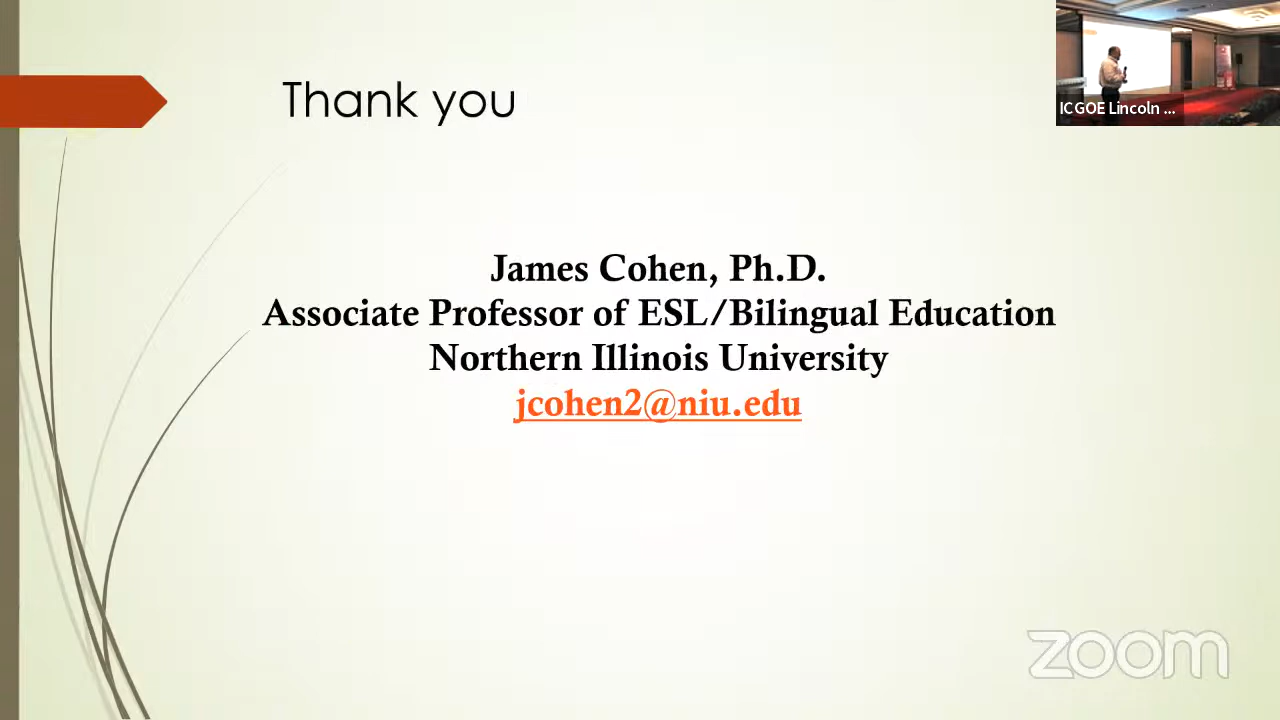 Thank you
ICGOE Lincoln ...
James Cohen, Ph.D.
Associate Professor of ESL/Bilingual Education
Northern Illinois University
jcohen2@niu.edu
zoom